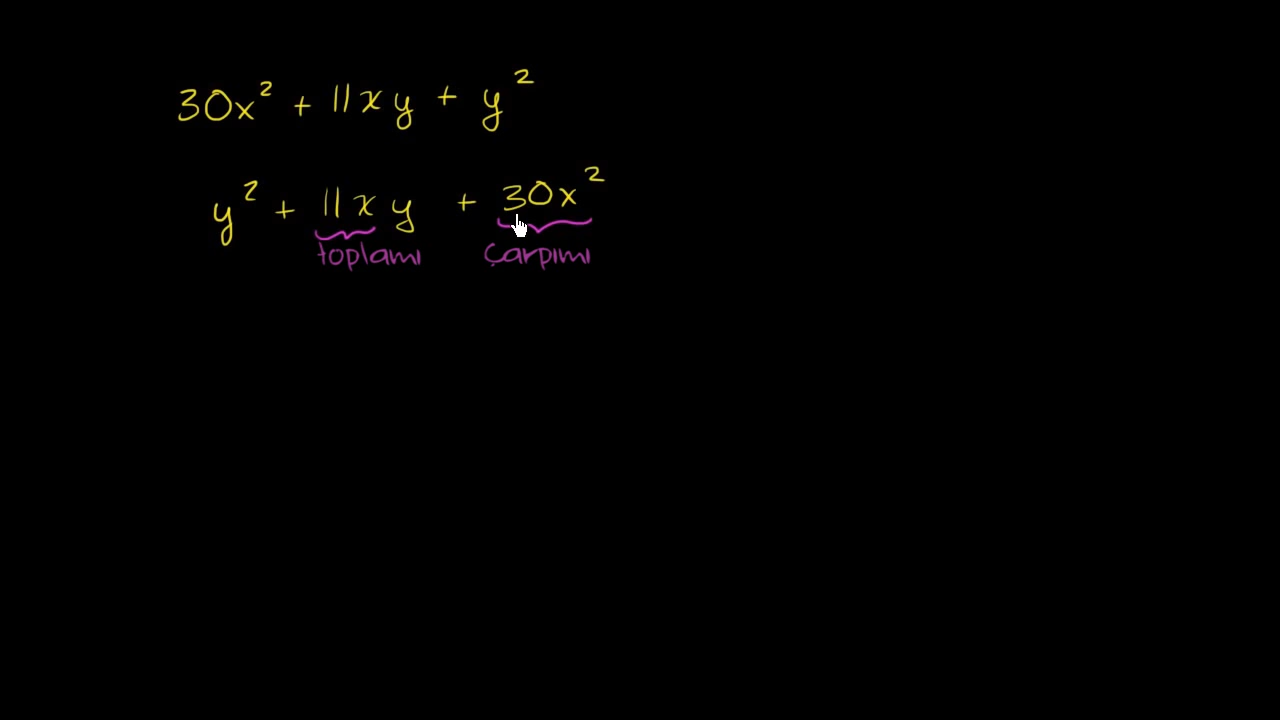 30x² + 11xy + y²
y² + 11xy + 30x²
toplamı çarpımı